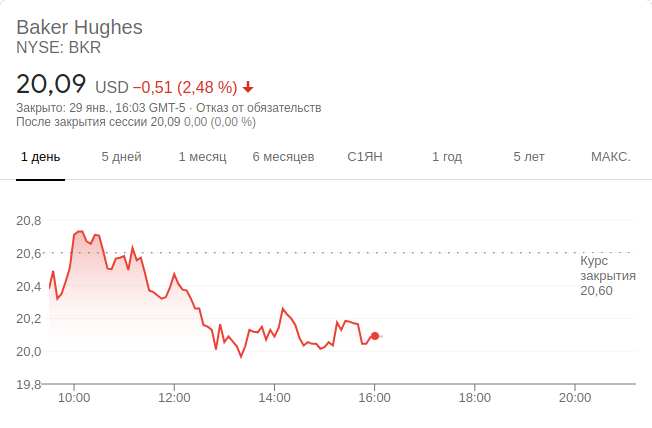 Baker Hughes
NYSE: BKR
20,09 USD −0,51 (2,48 %)
Закрыто: 29 янв., 16:03 GMT-5 · Отказ от обязательств
После закрытия сессии 20,09 0,00 (0,00 %)
1 день 5 дней 1 месяц 6 месяцев С1ЯН 1 год 5 лет МАКС.
20,8
20,6
Курс
закрытия
20,60
20,4
20,2
20,0
19,8
10:00 12:00 14:00 16:00 18:00 20:00